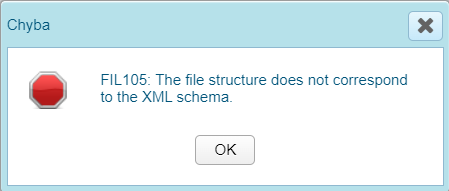 Chyba
FIL105: The file structure does not correspond
to the XML schema.
OK